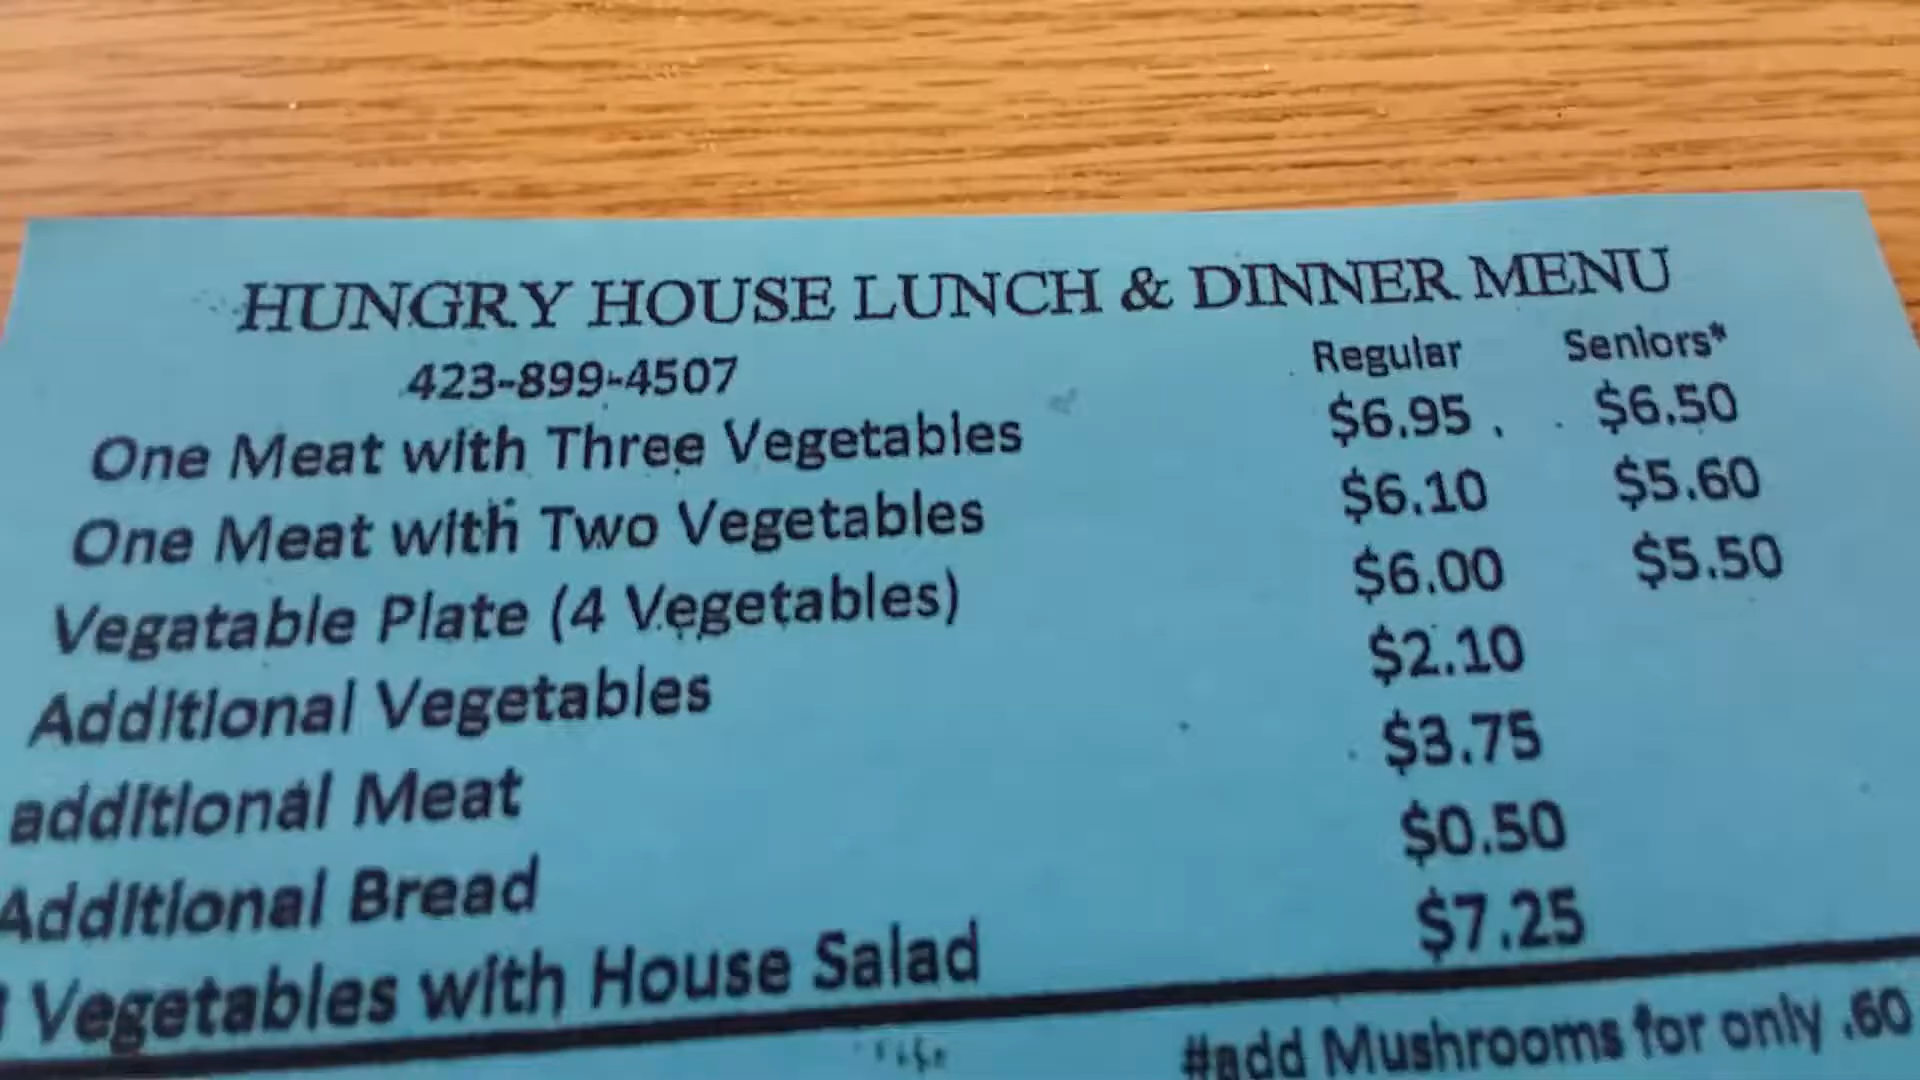 HUNGRY HOUSE LUNCH & DINNER MENU
423-899-4507 Regular Seniors*
One Meat with Three Vegetables $6.95 $6.50
One Meat with Two Vegetables $6.10 $5.60
Vegatable Plate (4 Vegetables) $6.00 $5.50
Additional Vegetables $2.10
additional Meat $3.75
Additional Bread $0.50
Vegetables with House Salad $7.25
#add Mushrooms for only .60